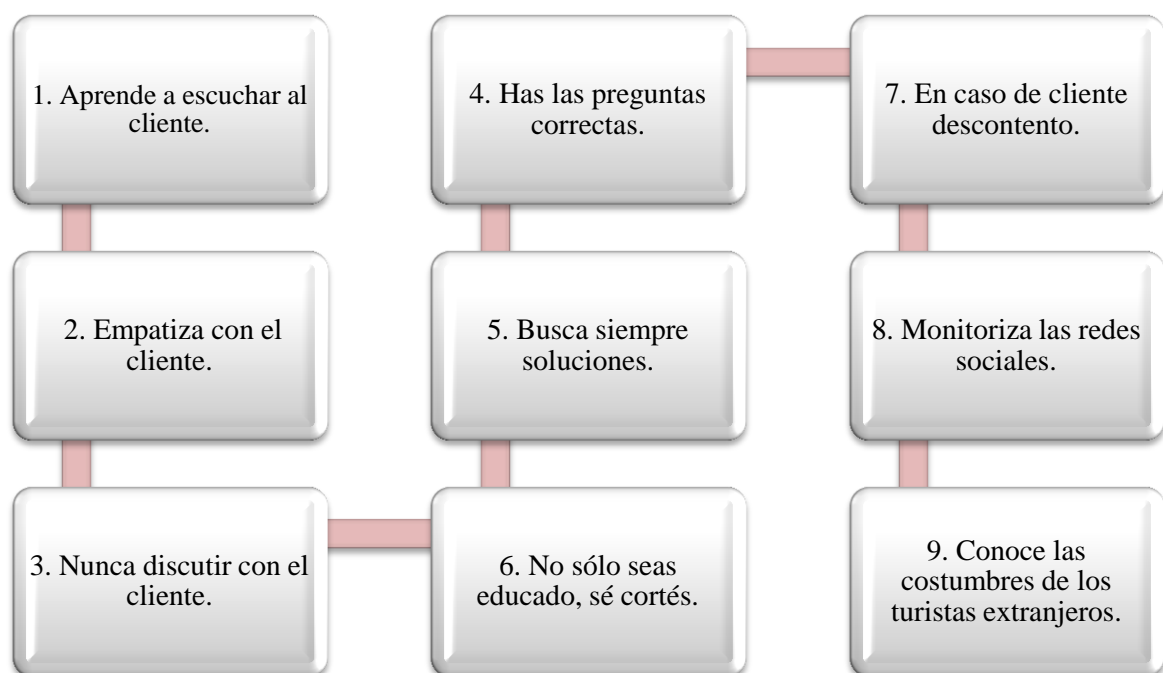 1. Aprende a escuchar al
cliente.
2. Empatiza con el
cliente.
3. Nunca discutir con el
cliente.
4. Has las preguntas
correctas.
5. Busca siempre
soluciones.
6. No sólo seas
educado, sé cortés.
7. En caso de cliente
descontento.
8. Monitoriza las redes
sociales.
9. Conoce las
costumbres de los
turistas extranjeros.